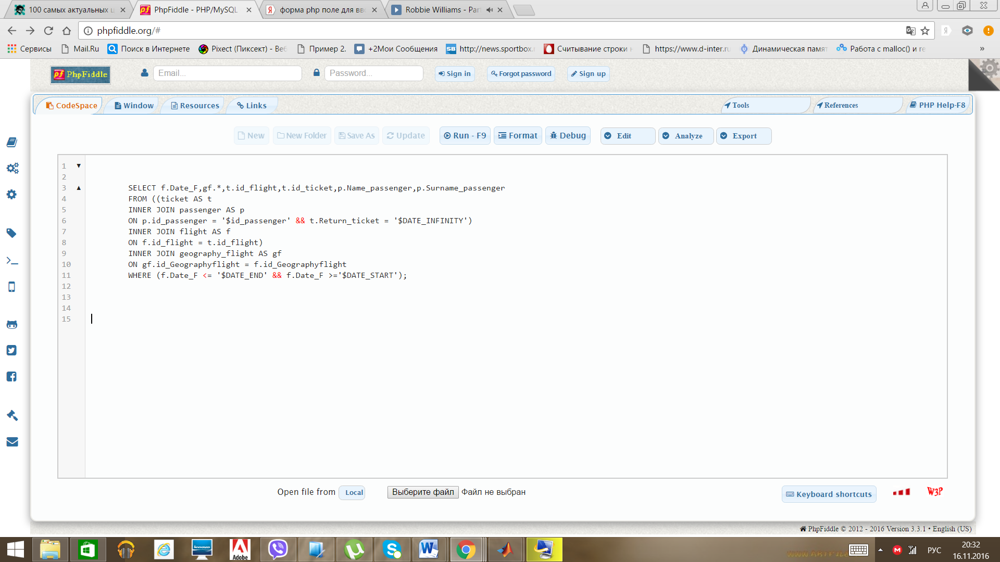 100 самых актуальных ц
PhpFiddle - PHP/MySQL
форма php поле для вво
Robbie Williams - Par
phpfiddle.org/#
Сервисы Mail.Ru Поиск в Интернете Pixect (Пиксект) - Веб Пример 2. +2Мои Сообщения http://news.sportbox.r Считывание строки н https://www.d-inter.ru Динамическая памят Работа с malloc() и re »
PhpFiddle Email... Password... Sign in Forgot password Sign up
CodeSpace Window Resources Links Tools References PHP Help-F8
New New Folder Save As Update Run - F9 Format Debug Edit Analyze Export
1
2
3 SELECT f.Date_F,gf.*,t.id_flight,t.id_ticket,p.Name_passenger,p.Surname_passenger
4 FROM ((ticket AS t
5 INNER JOIN passenger AS p
6 ON p.id_passenger = '$id_passenger' && t.Return_ticket = '$DATE_INFINITY')
7 INNER JOIN flight AS f
8 ON f.id_flight = t.id_flight)
9 INNER JOIN geography_flight AS gf
10 ON gf.id_Geographyflight = f.id_Geographyflight
11 WHERE (f.Date_F <= '$DATE_END' && f.Date_F >='$DATE_START');
12
13
14
15
Open file from Local Выберите файл Файл не выбран Keyboard shortcuts W3P
PhpFiddle © 2012 - 2016 Version 3.3.1 • English (US)
РУС 20:32
16.11.2016